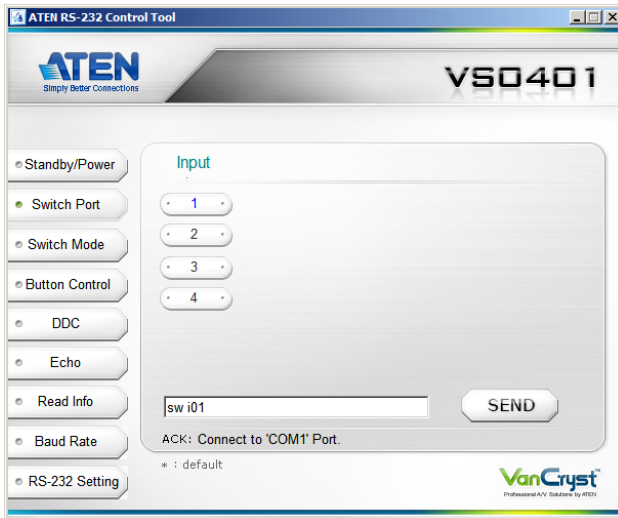 ATEN RS-232 Control Tool
ATEN
Simply Better Connections
VS0401
Standby/Power
Switch Port
Switch Mode
Button Control
DDC
Echo
Read Info
Baud Rate
RS-232 Setting
Input
1
2
3
4
sw i01
SEND
ACK: Connect to 'COM1' Port.
* : default
VanCryst™
Professional A/V Solutions by ATEN